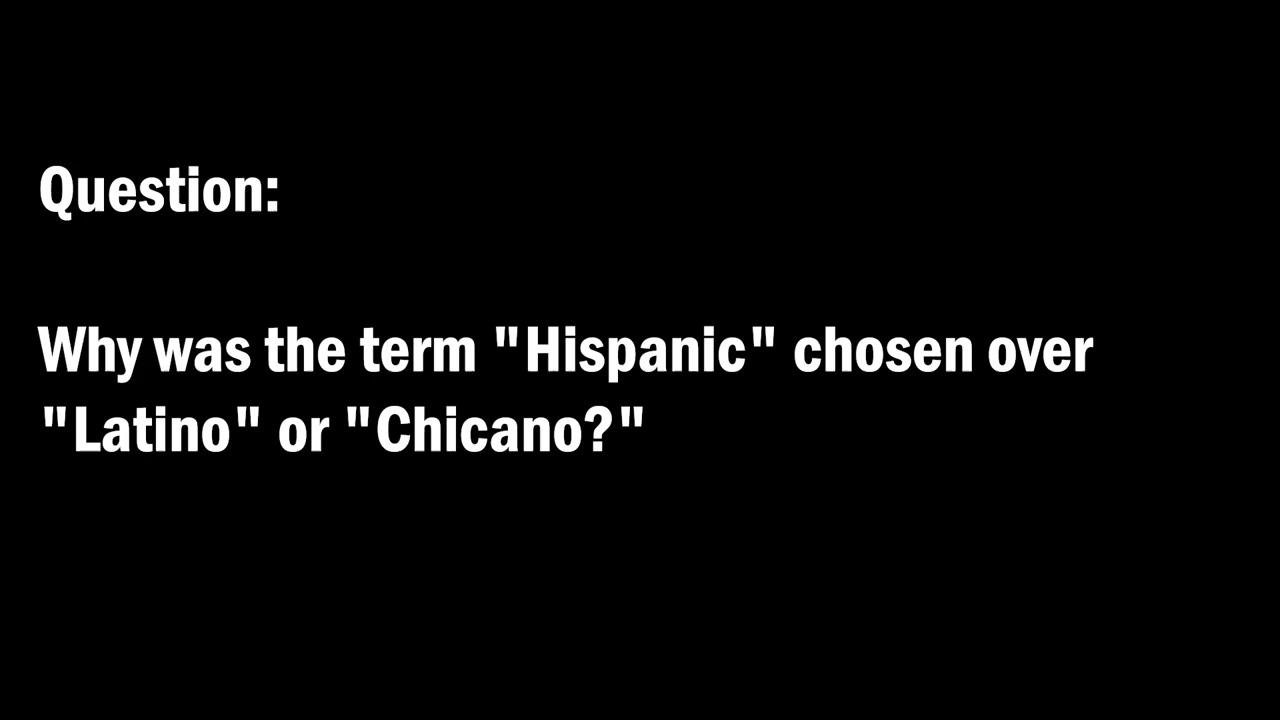 Question:
Why was the term "Hispanic" chosen over
"Latino" or "Chicano?"